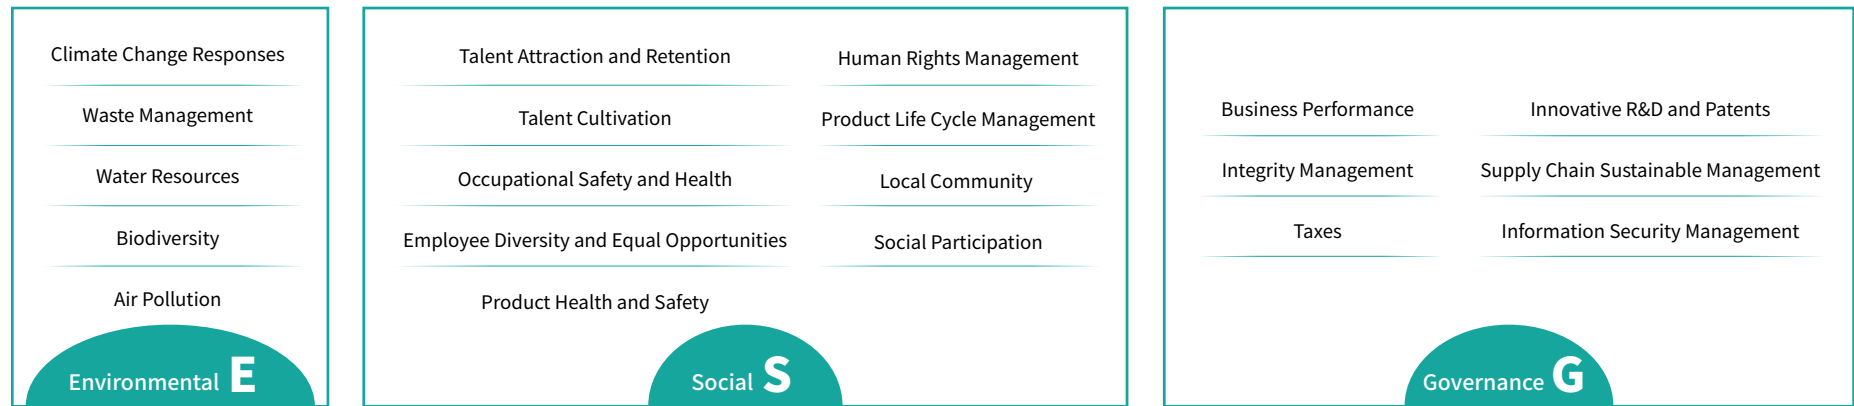 Climate Change Responses
Waste Management
Water Resources
Biodiversity
Air Pollution
Environmental E
Talent Attraction and Retention
Talent Cultivation
Occupational Safety and Health
Employee Diversity and Equal Opportunities
Product Health and Safety
Human Rights Management
Product Life Cycle Management
Local Community
Social Participation
Social S
Business Performance
Integrity Management
Taxes
Innovative R&D and Patents
Supply Chain Sustainable Management
Information Security Management
Governance G